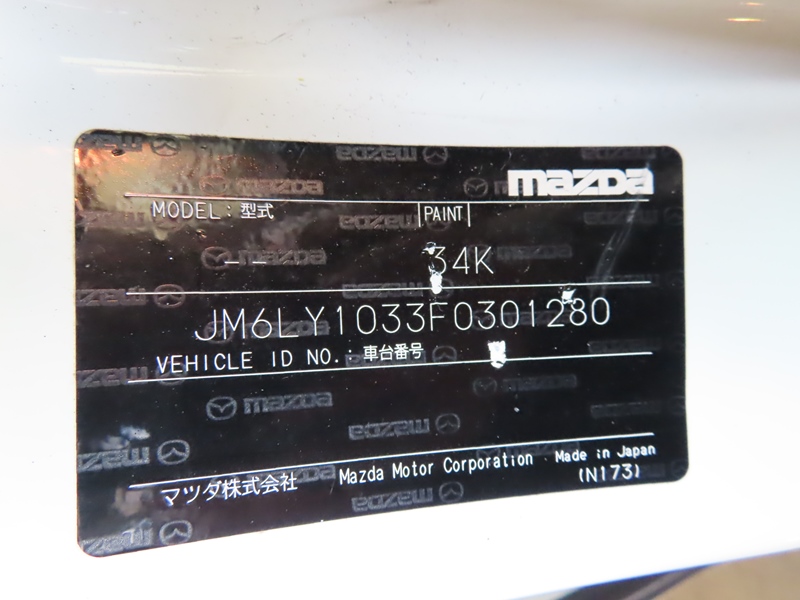 mazda
MODEL : 型式 PAINT
-- 34K
JM6LY1033F0301280
VEHICLE ID NO. : 車台番号
マツダ株式会社 Mazda Motor Corporation Made in Japan
(N173)